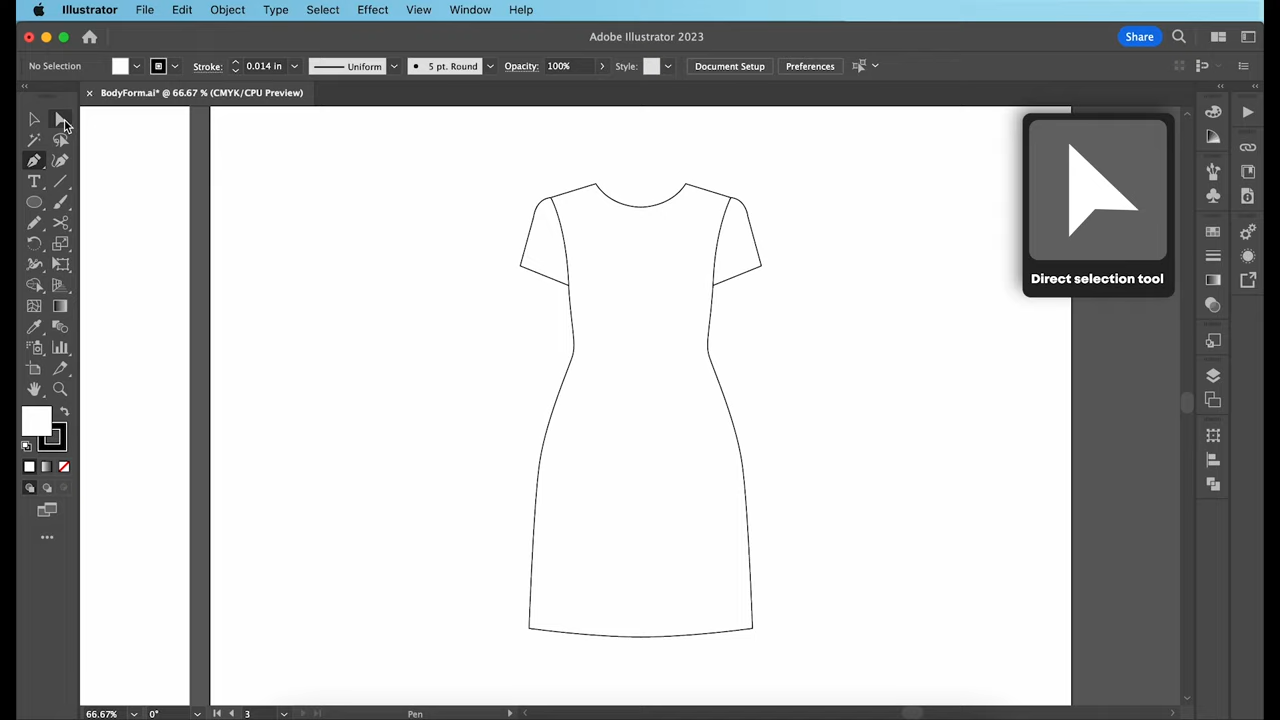 Illustrator File Edit Object Type Select Effect View Window Help
Adobe Illustrator 2023
Share
No Selection
Stroke: 0.014 in
Uniform
5 pt. Round
Opacity: 100%
Style:
Document Setup
Preferences
BodyForm.ai* @ 66.67 % (CMYK/CPU Preview)
Direct selection tool
66.67% 0° 3 Pen